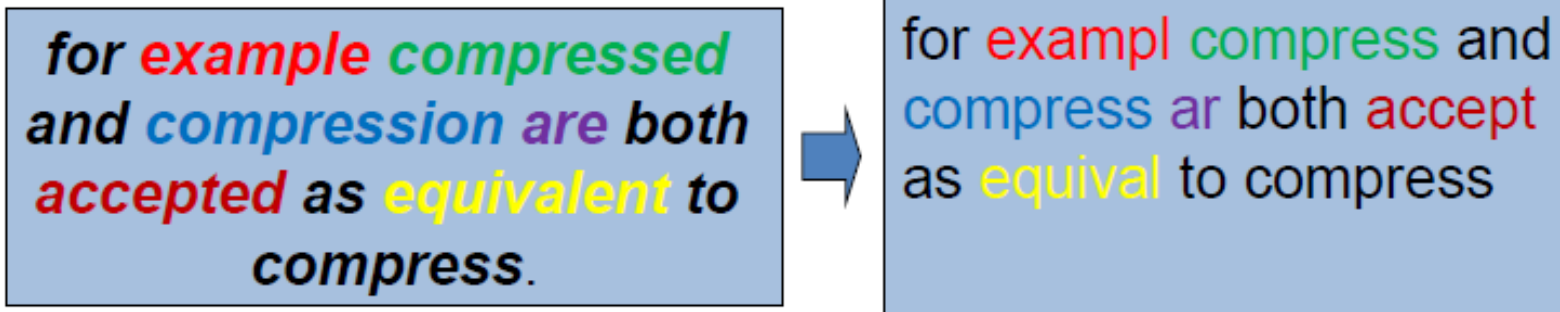 for example compressed
and compression are both
accepted as equivalent to
compress.
for exampl compress and
compress ar both accept
as equival to compress